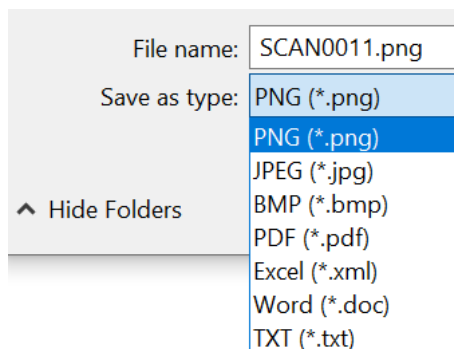 File name: SCAN0011.png
Save as type: PNG (*.png)
PNG (*.png)
JPEG (*.jpg)
BMP (*.bmp)
Hide Folders
PDF (*.pdf)
Excel (*.xml)
Word (*.doc)
TXT (*.txt)